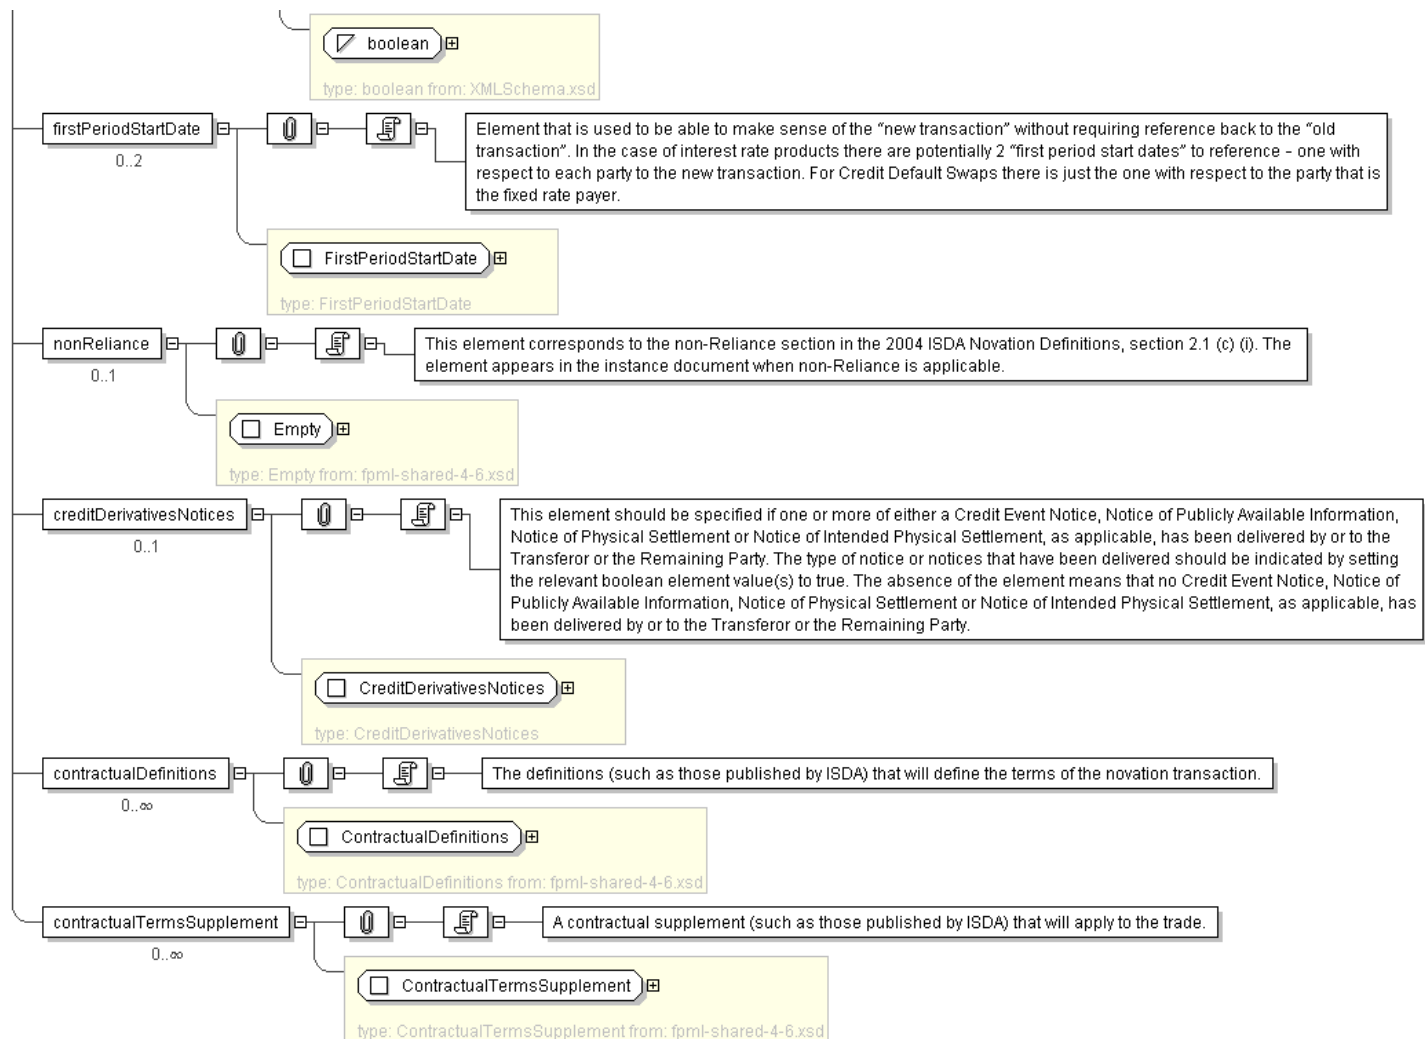 boolean
type: boolean from: XMLSchema.xsd
firstPeriodStartDate
0..2
Element that is used to be able to make sense of the “new transaction” without requiring reference back to the “old
transaction”. In the case of interest rate products there are potentially 2 “first period start dates” to reference – one with
respect to each party to the new transaction. For Credit Default Swaps there is just the one with respect to the party that is
the fixed rate payer.
FirstPeriodStartDate
type: FirstPeriodStartDate
nonReliance
0..1
This element corresponds to the non-Reliance section in the 2004 ISDA Novation Definitions, section 2.1 (c) (i). The
element appears in the instance document when non-Reliance is applicable.
Empty
type: Empty from: fpml-shared-4-6.xsd
creditDerivativesNotices
0..1
This element should be specified if one or more of either a Credit Event Notice, Notice of Publicly Available Information,
Notice of Physical Settlement or Notice of Intended Physical Settlement, as applicable, has been delivered by or to the
Transferor or the Remaining Party. The type of notice or notices that have been delivered should be indicated by setting
the relevant boolean element value(s) to true. The absence of the element means that no Credit Event Notice, Notice of
Publicly Available Information, Notice of Physical Settlement or Notice of Intended Physical Settlement, as applicable, has
been delivered by or to the Transferor or the Remaining Party.
CreditDerivativesNotices
type: CreditDerivativesNotices
contractualDefinitions
0..∞
The definitions (such as those published by ISDA) that will define the terms of the novation transaction.
ContractualDefinitions
type: ContractualDefinitions from: fpml-shared-4-6.xsd
contractualTermsSupplement
0..∞
A contractual supplement (such as those published by ISDA) that will apply to the trade.
ContractualTermsSupplement
type: ContractualTermsSupplement from: fpml-shared-4-6.xsd